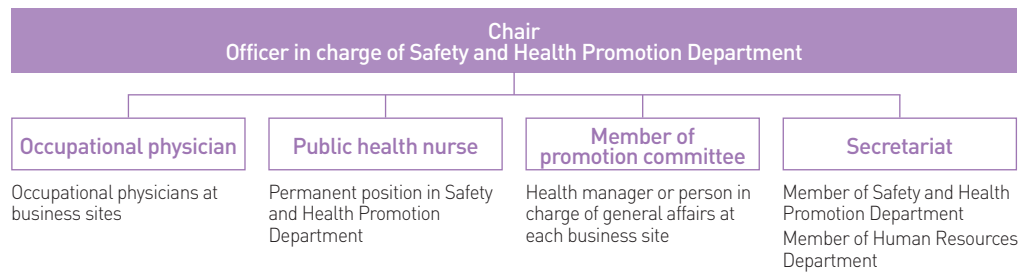 Chair
Officer in charge of Safety and Health Promotion Department
Occupational physician
Occupational physicians at
business sites
Public health nurse
Permanent position in Safety
and Health Promotion
Department
Member of
promotion committee
Health manager or person in
charge of general affairs at
each business site
Secretariat
Member of Safety and Health
Promotion Department
Member of Human Resources
Department